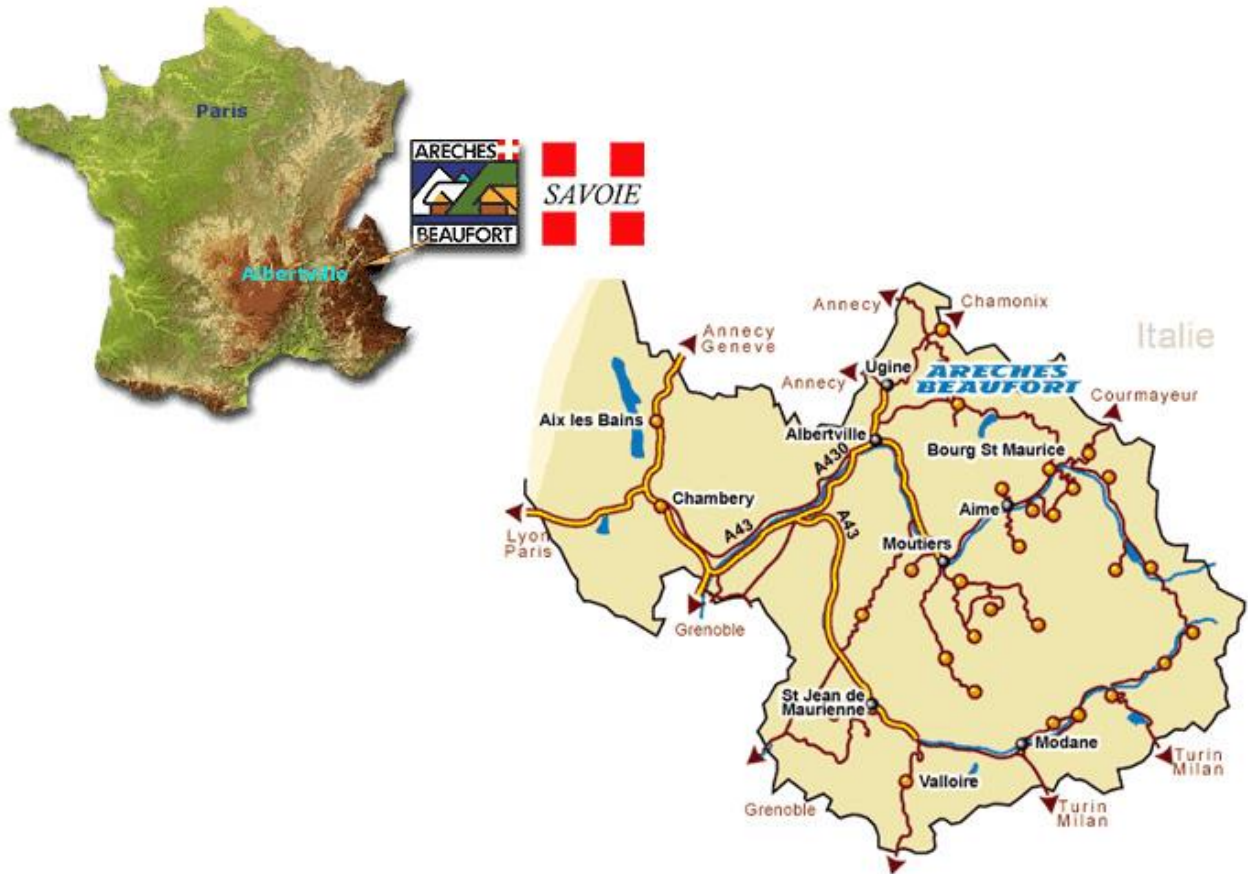 Paris
ARECHES
BEAUFORT
SAVOIE
Albertville
Annecy
Chamonix
Italie
Annecy
Geneve
Ugine
Annecy
ARECHES
BEAUFORT
Courmayeur
Aix les Bains
Albertville
Bourg St Maurice
A430
Chambery
Aime
Lyon
Paris
A43
A43
Moutiers
Grenoble
St Jean de
Maurienne
Modane
Turin
Milan
Valloire
Grenoble
Turin
Milan